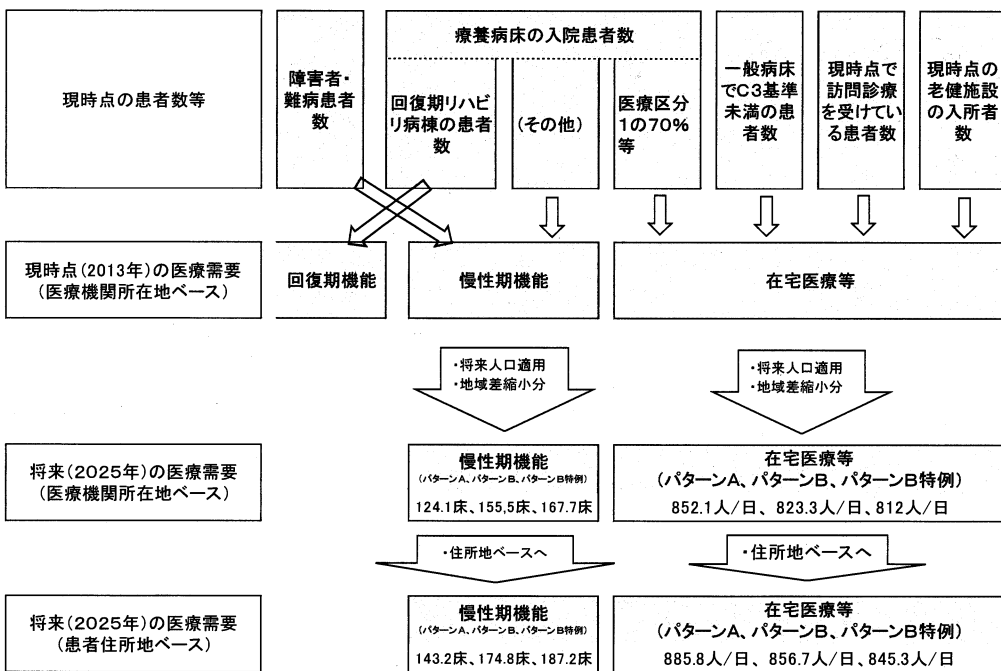 現時点の患者数等
障害者・
難病患者
数
療養病床の入院患者数
回復期リハビ
リ病棟の患者
数
(その他)
医療区分
1の70%
等
一般病床
でC3基準
未満の患
者数
現時点で
訪問診療
を受けてい
る患者数
現時点の
老健施設
の入所者
数
現時点(2013年)の医療需要
(医療機関所在地ベース)
回復期機能
慢性期機能
在宅医療等
・将来人口適用
・地域差縮小分
・将来人口適用
・地域差縮小分
将来(2025年)の医療需要
(医療機関所在地ベース)
慢性期機能
(パターンA、パターンB、パターンB特例)
124.1床、155,5床、167.7床
在宅医療等
(パターンA、パターンB、パターンB特例)
852.1人/日、 823.3人/日、812人/日
・住所地ベースへ
・住所地ベースへ
将来(2025年)の医療需要
(患者住所地ベース)
慢性期機能
(パターンA、パターンB、パターンB特例)
143.2床、174.8床、187.2床
在宅医療等
(パターンA、パターンB、パターンB特例)
885.8人/日、856.7人/日、845.3人/日